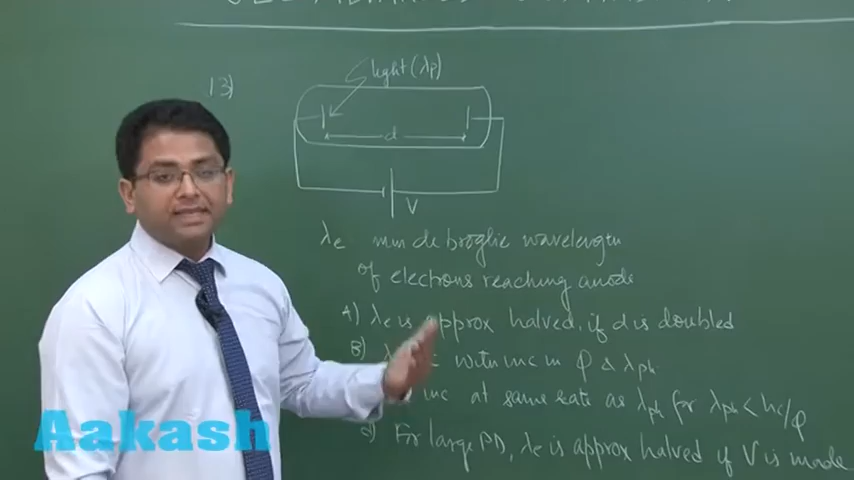 13)
light (λp)
d
V
λe min de broglie wavelength
of electrons reaching anode
A) λe is approx halved, if d is doubled
B) with inc in φ & λph
inc at same rate as λph for λph < hc/φ
For large PD, λe is approx halved if V is made
Aakash